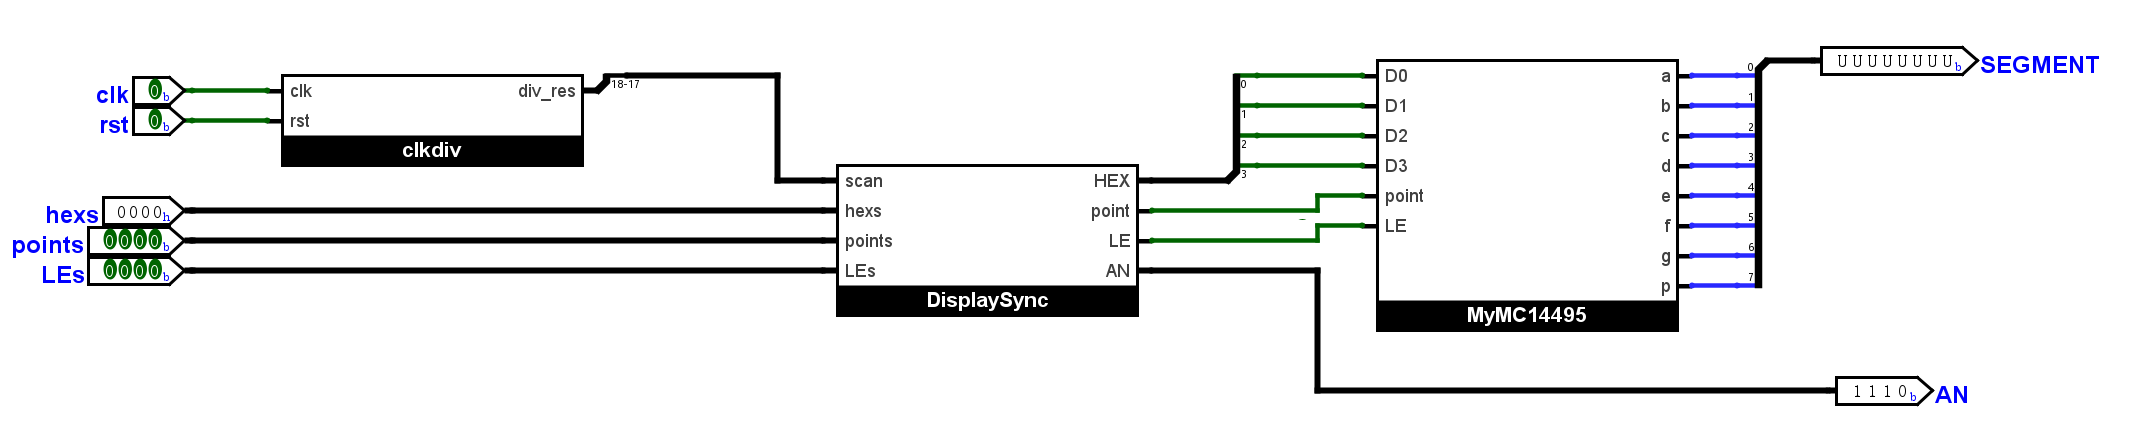 clk 0b
rst 0b
clk div_res
rst
clkdiv
18-17
hexs 0000h
points 0000b
LEs 0000b
scan HEX
hexs point
points LE
LEs AN
DisplaySync
0
1
2
3
D0 a
D1 b
D2 c
D3 d
point e
LE f
g
p
MyMC14495
0
1
2
3
4
5
6
7
UUUUUUUUb SEGMENT
1110b AN